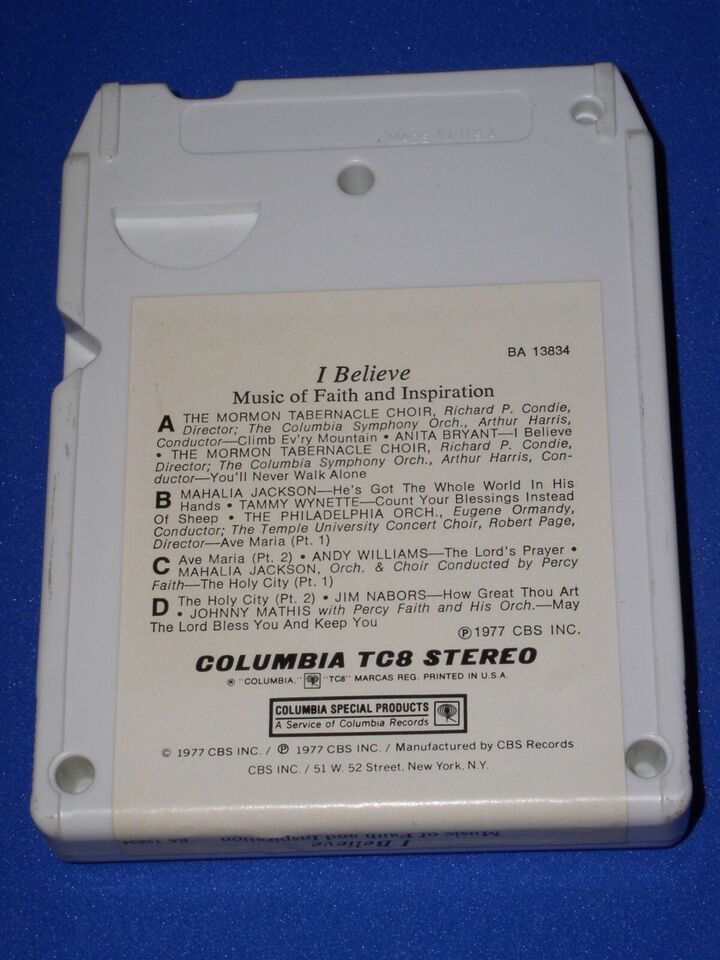 MADE IN U.S.A
BA 13834
I Believe
Music of Faith and Inspiration
A THE MORMON TABERNACLE CHOIR, Richard P. Condie,
Director; The Columbia Symphony Orch., Arthur Harris,
Conductor—Climb Ev'ry Mountain • ANITA BRYANT—I Believe
• THE MORMON TABERNACLE CHOIR, Richard P. Condie,
Director; The Columbia Symphony Orch., Arthur Harris, Con-
ductor—You'll Never Walk Alone
B MAHALIA JACKSON—He's Got The Whole World In His
Hands • TAMMY WYNETTE—Count Your Blessings Instead
Of Sheep • THE PHILADELPHIA ORCH., Eugene Ormandy,
Conductor; The Temple University Concert Choir, Robert Page,
Director—Ave Maria (Pt. 1)
C Ave Maria (Pt. 2) • ANDY WILLIAMS—The Lord's Prayer •
MAHALIA JACKSON, Orch. & Choir Conducted by Percy
Faith—The Holy City (Pt. 1)
D The Holy City (Pt. 2) • JIM NABORS—How Great Thou Art
• JOHNNY MATHIS with Percy Faith and His Orch.—May
The Lord Bless You And Keep You
℗1977 CBS INC.
COLUMBIA TC8 STEREO
® "COLUMBIA," "TC8" MARCAS REG. PRINTED IN U.S.A.
COLUMBIA SPECIAL PRODUCTS
A Service of Columbia Records
© 1977 CBS INC. / ℗ 1977 CBS INC. / Manufactured by CBS Records
CBS INC. / 51 W. 52 Street, New York, N.Y.
I Believe
Music of Faith and Inspiration
BA 13834